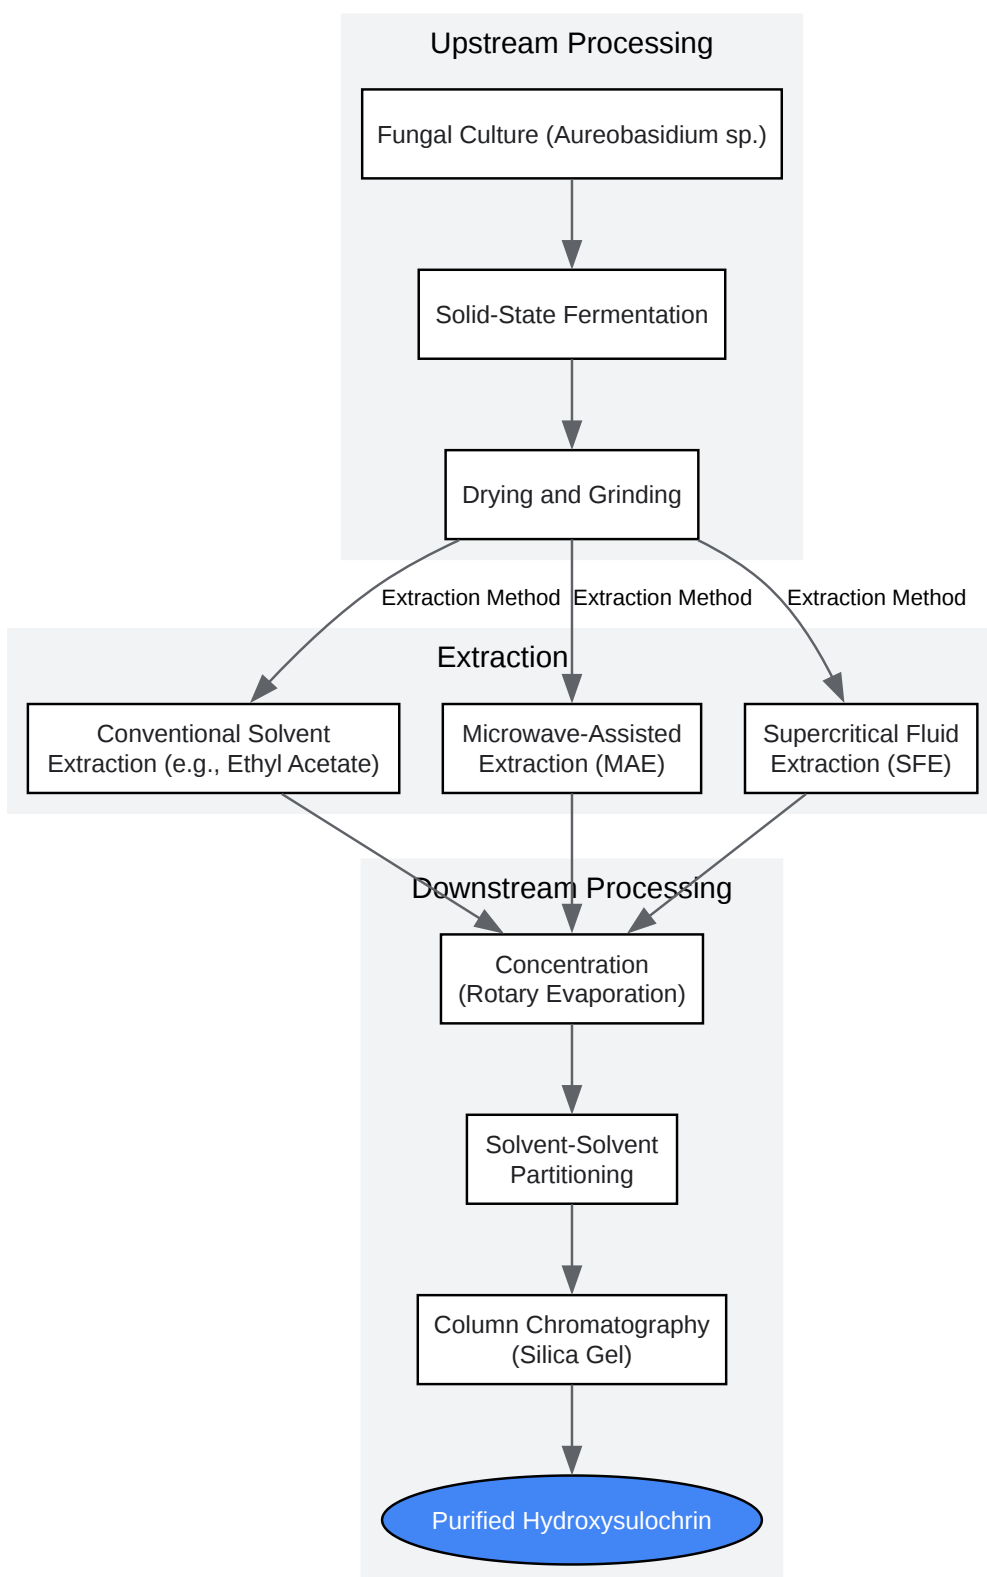 Upstream Processing
Fungal Culture (Aureobasidium sp.)
Solid-State Fermentation
Drying and Grinding
Extraction Method
Extraction Method
Extraction Method
Extraction
Conventional Solvent
Extraction (e.g., Ethyl Acetate)
Microwave-Assisted
Extraction (MAE)
Supercritical Fluid
Extraction (SFE)
Downstream Processing
Concentration
(Rotary Evaporation)
Solvent-Solvent
Partitioning
Column Chromatography
(Silica Gel)
Purified Hydroxysulochrin